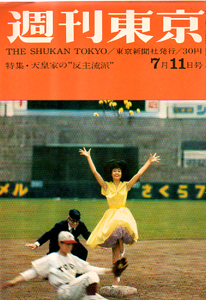 週刊東京
THE SHUKAN TOKYO/東京新聞社発行/30円
特集・天皇家の"反主流派"
7月11日号
メル
さくら7